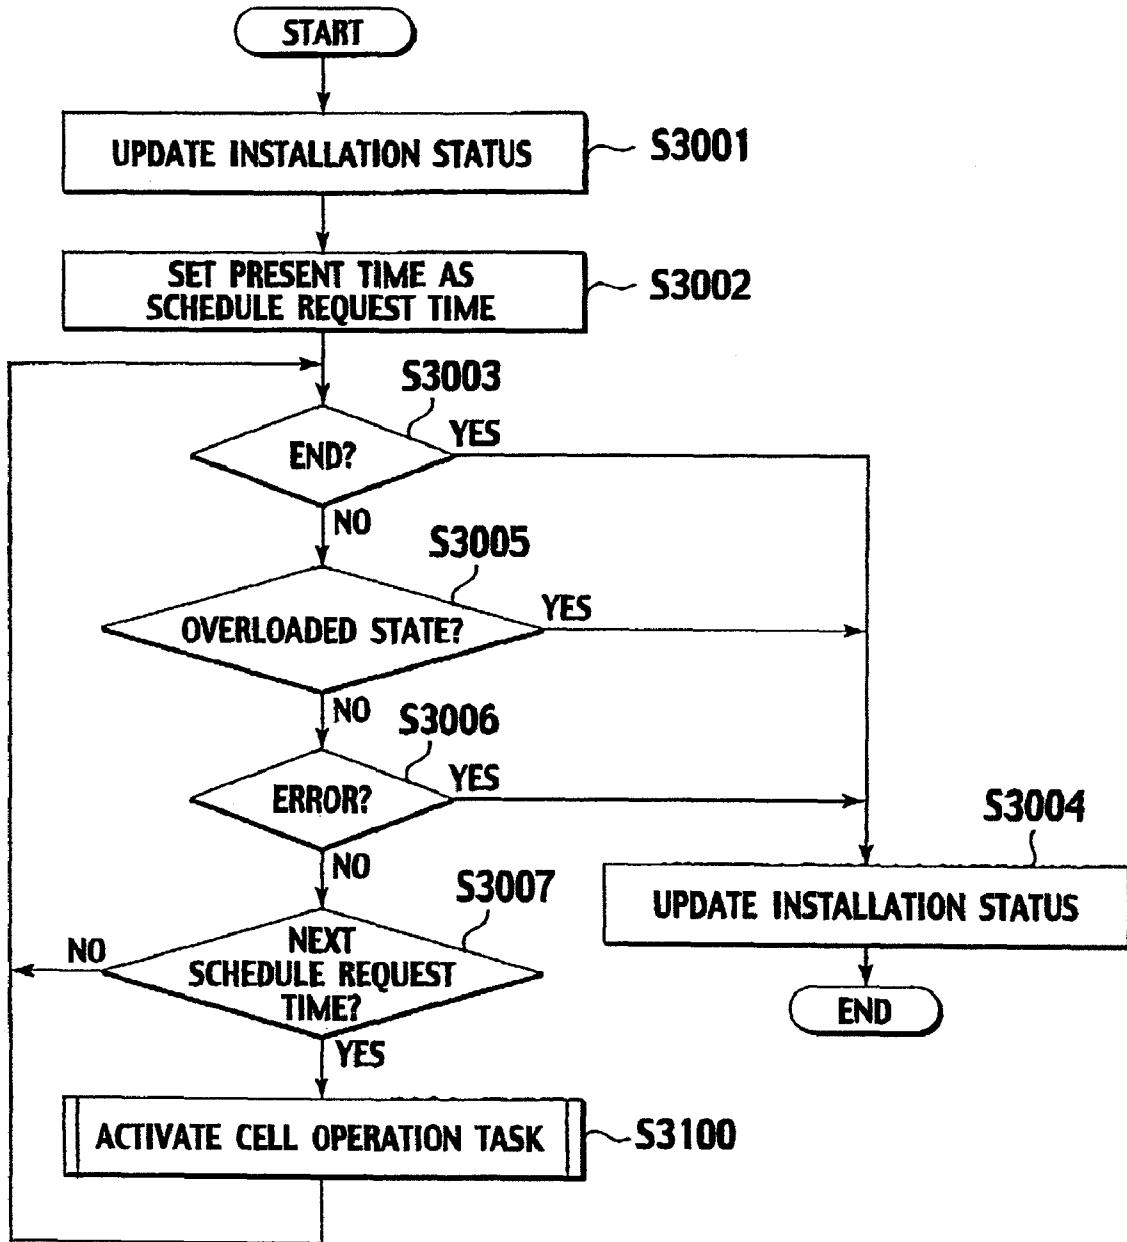 START
UPDATE INSTALLATION STATUS
S3001
SET PRESENT TIME AS
SCHEDULE REQUEST TIME
S3002
S3003
END?
YES
NO
S3005
OVERLOADED STATE?
YES
NO
S3006
ERROR?
YES
NO
S3004
UPDATE INSTALLATION STATUS
END
S3007
NEXT
SCHEDULE REQUEST
TIME?
NO
YES
ACTIVATE CELL OPERATION TASK
S3100